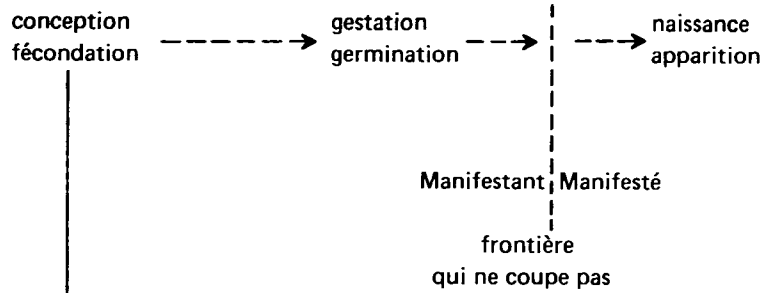 conception
fécondation
gestation
germination
naissance
apparition
Manifestant Manifesté
frontière
qui ne coupe pas